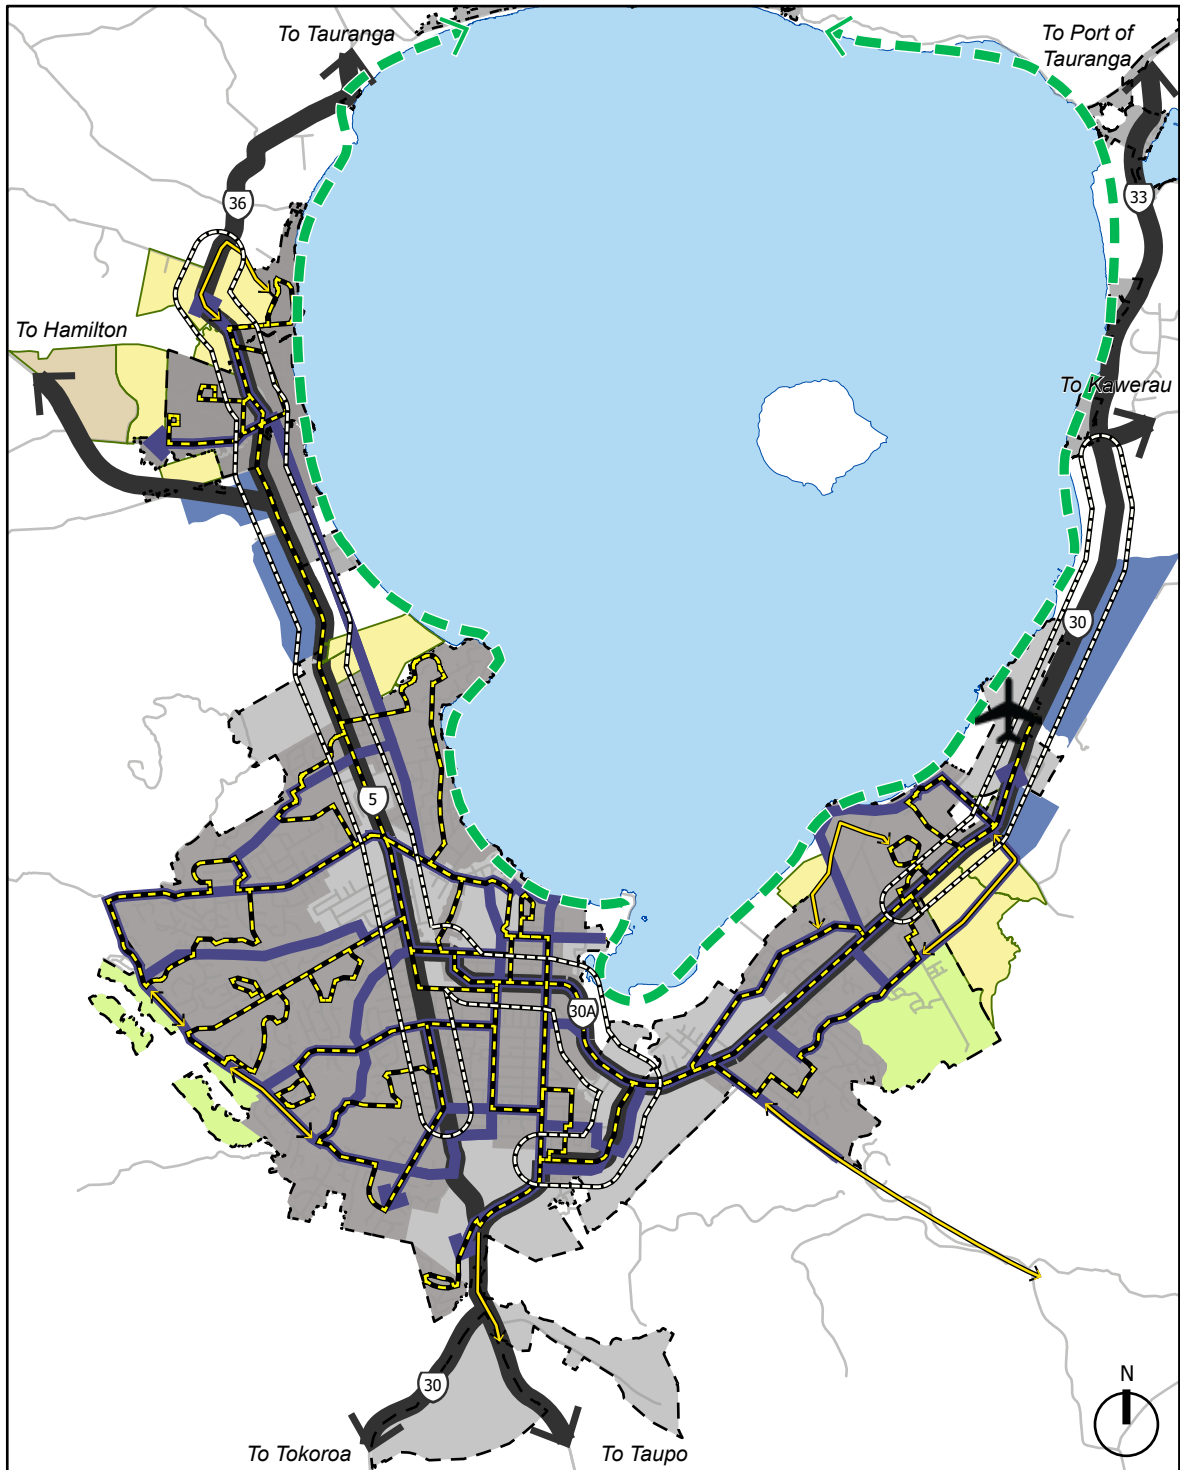 To Tauranga
To Port of
Tauranga
36
33
To Hamilton
To Kawerau
30
5
30A
30
N
To Tokoroa
To Taupo